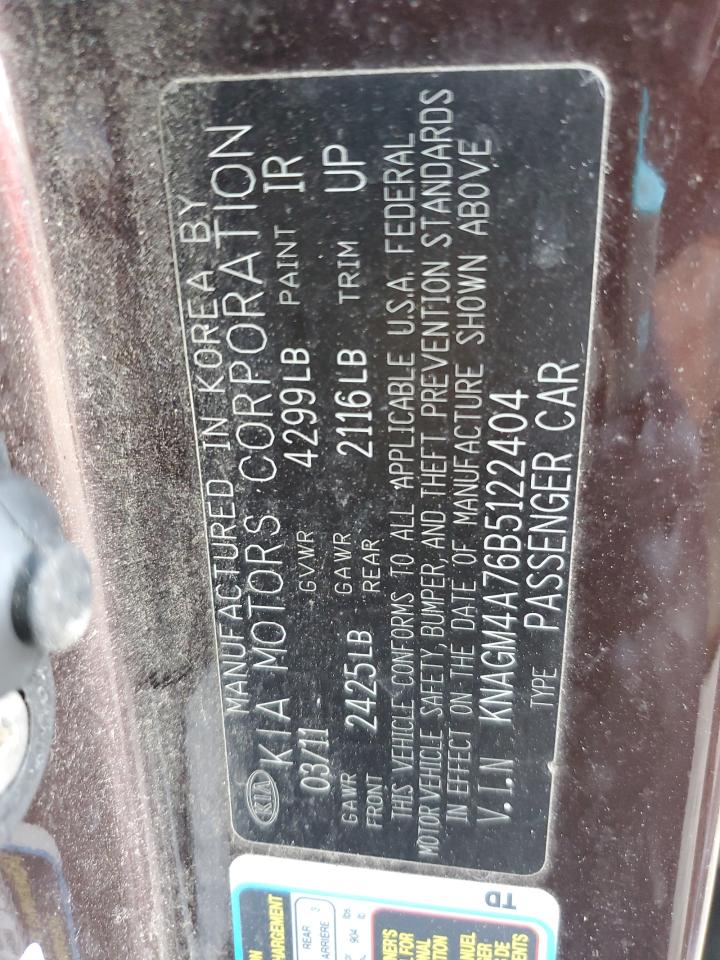 MANUFACTURED IN KOREA BY
KIA KIA MOTORS CORPORATION
03/11 GVWR 4299LB PAINT IR
GAWR FRONT 2425LB GAWR REAR 2116LB TRIM UP
THIS VEHICLE CONFORMS TO ALL APPLICABLE U.S.A. FEDERAL
MOTOR VEHICLE SAFETY, BUMPER, AND THEFT PREVENTION STANDARDS
IN EFFECT ON THE DATE OF MANUFACTURE SHOWN ABOVE
V.I.N KNAGM4A76B5122404
TYPE PASSENGER CAR